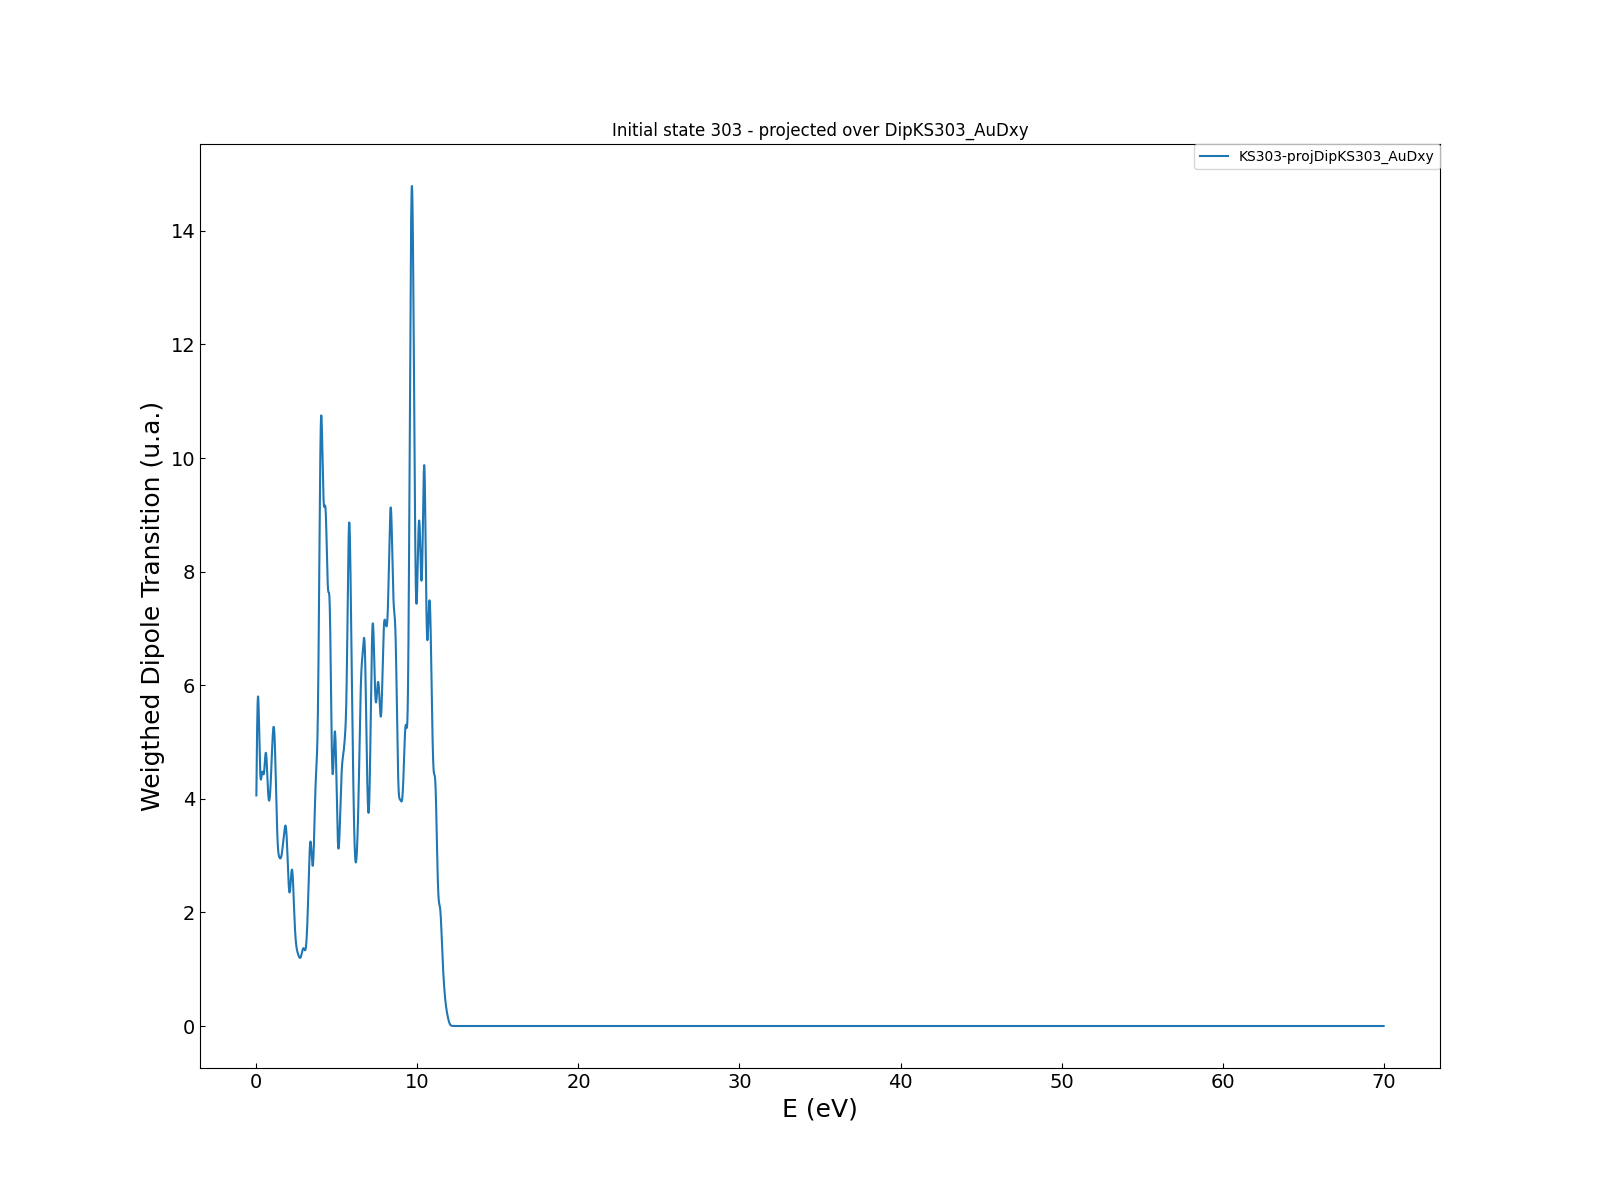 Initial state 303 - projected over DipKS303_AuDxy
KS303-projDipKS303_AuDxy
Weigthed Dipole Transition (u.a.)
14
12
10
8
6
4
2
0
0 10 20 30 40 50 60 70
E (eV)